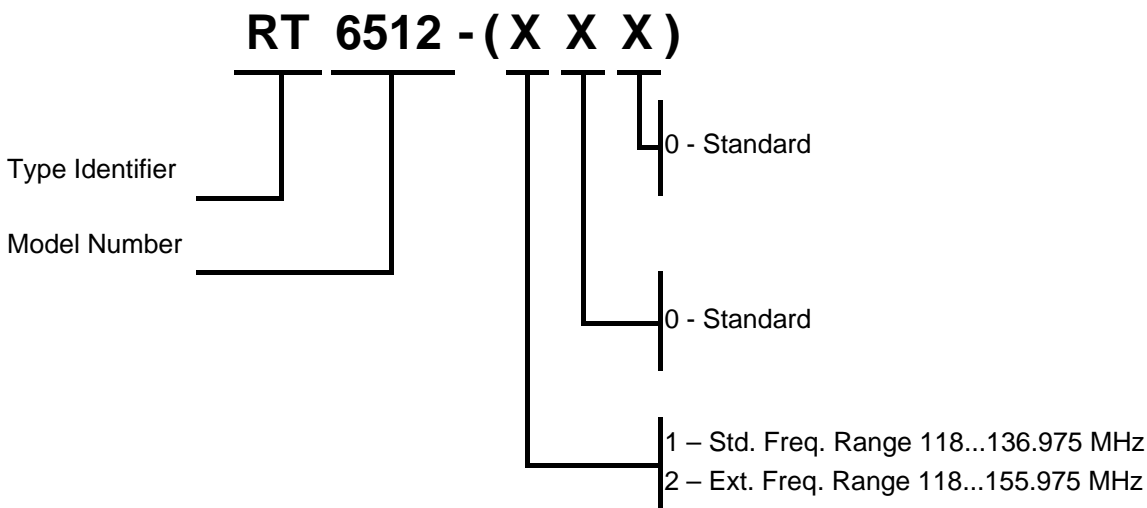 RT 6512 - ( X X X )
0 - Standard
Type Identifier
Model Number
0 - Standard
1 – Std. Freq. Range 118...136.975 MHz
2 – Ext. Freq. Range 118...155.975 MHz